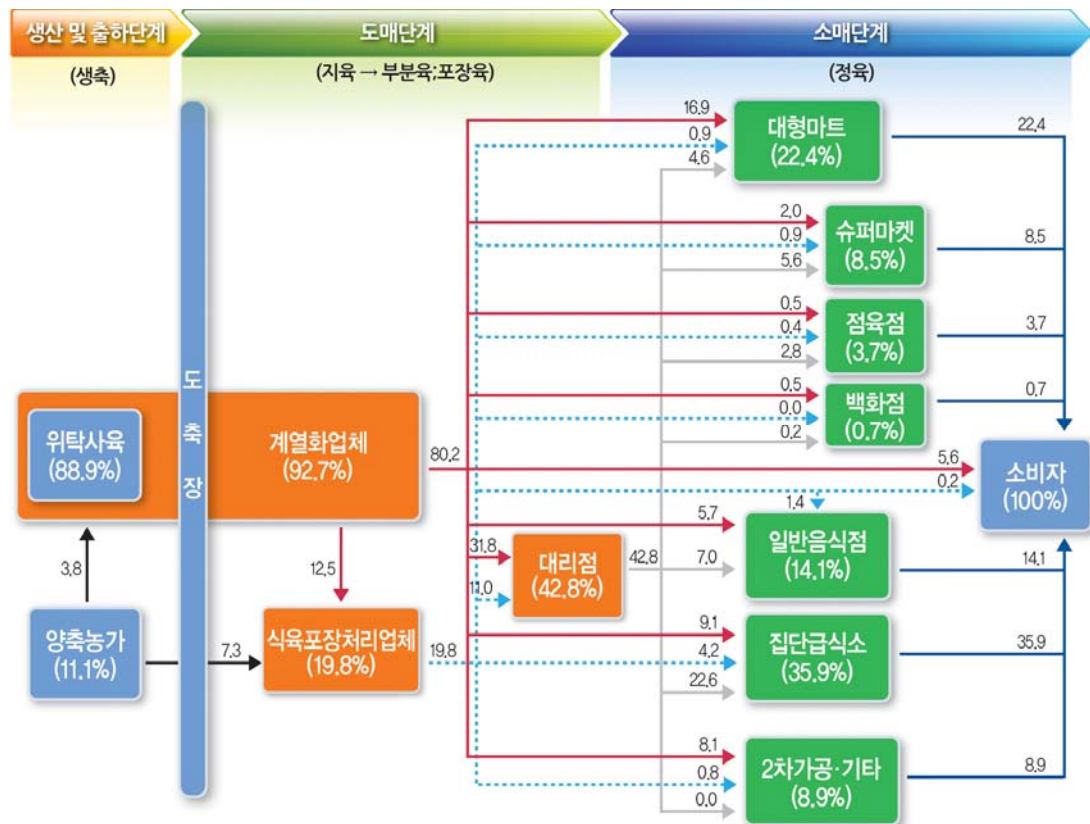 생산 및 출하단계
(생축)
도매단계
(지육 → 부분육;포장육)
소매단계
(정육)
도
축
장
위탁사육
(88.9%)
계열화업체
(92.7%)
80.2
3.8
12.5
양축농가
(11.1%)
7.3
식육포장처리업체
(19.8%)
19.8
31.8
11.0
대리점
(42.8%)
42.8
16.9
0.9
4.6
대형마트
(22.4%)
22.4
2.0
0.9
5.6
슈퍼마켓
(8.5%)
8.5
0.5
0.4
2.8
점육점
(3.7%)
3.7
0.5
0.0
0.2
백화점
(0.7%)
0.7
5.6
0.2
소비자
(100%)
5.7
1.4
7.0
일반음식점
(14.1%)
14.1
9.1
4.2
22.6
집단급식소
(35.9%)
35.9
8.1
0.8
0.0
2차가공·기타
(8.9%)
8.9